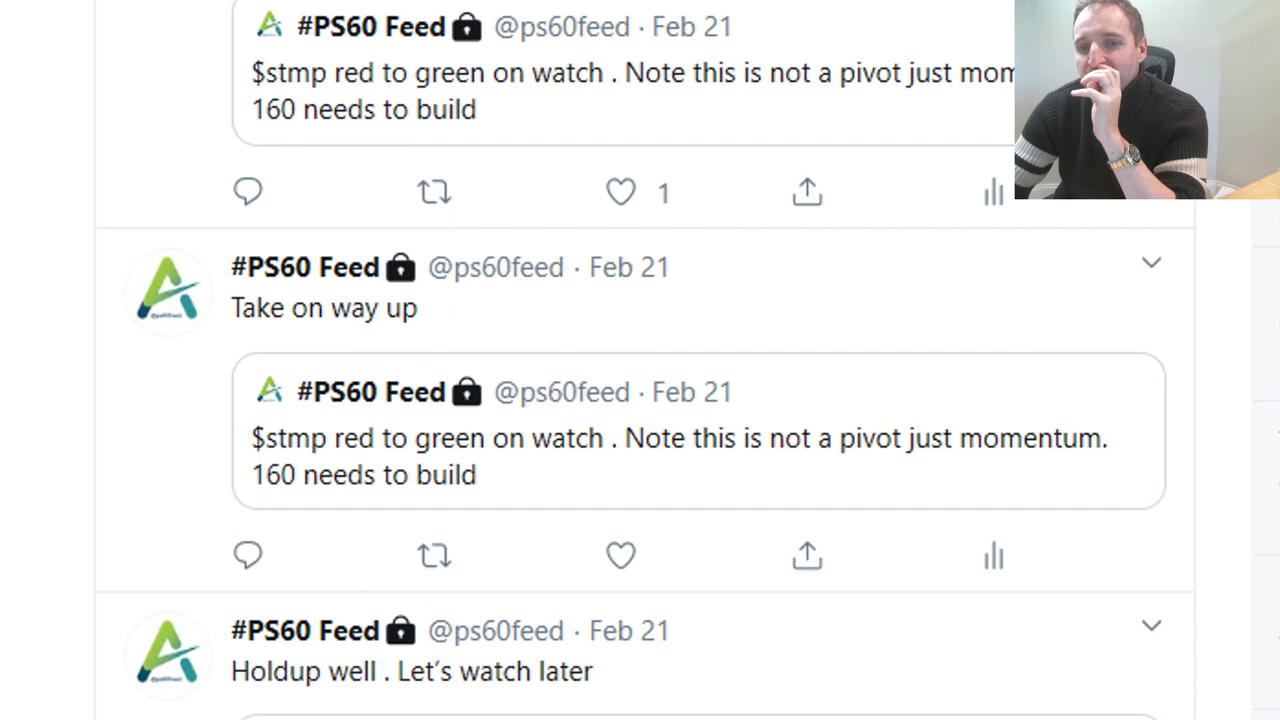 #PS60 Feed🔒 @ps60feed · Feb 21
$stmp red to green on watch . Note this is not a pivot just mom
160 needs to build
1
#PS60 Feed🔒 @ps60feed · Feb 21
Take on way up
#PS60 Feed🔒 @ps60feed · Feb 21
$stmp red to green on watch . Note this is not a pivot just momentum.
160 needs to build
#PS60 Feed🔒 @ps60feed · Feb 21
Holdup well . Let’s watch later